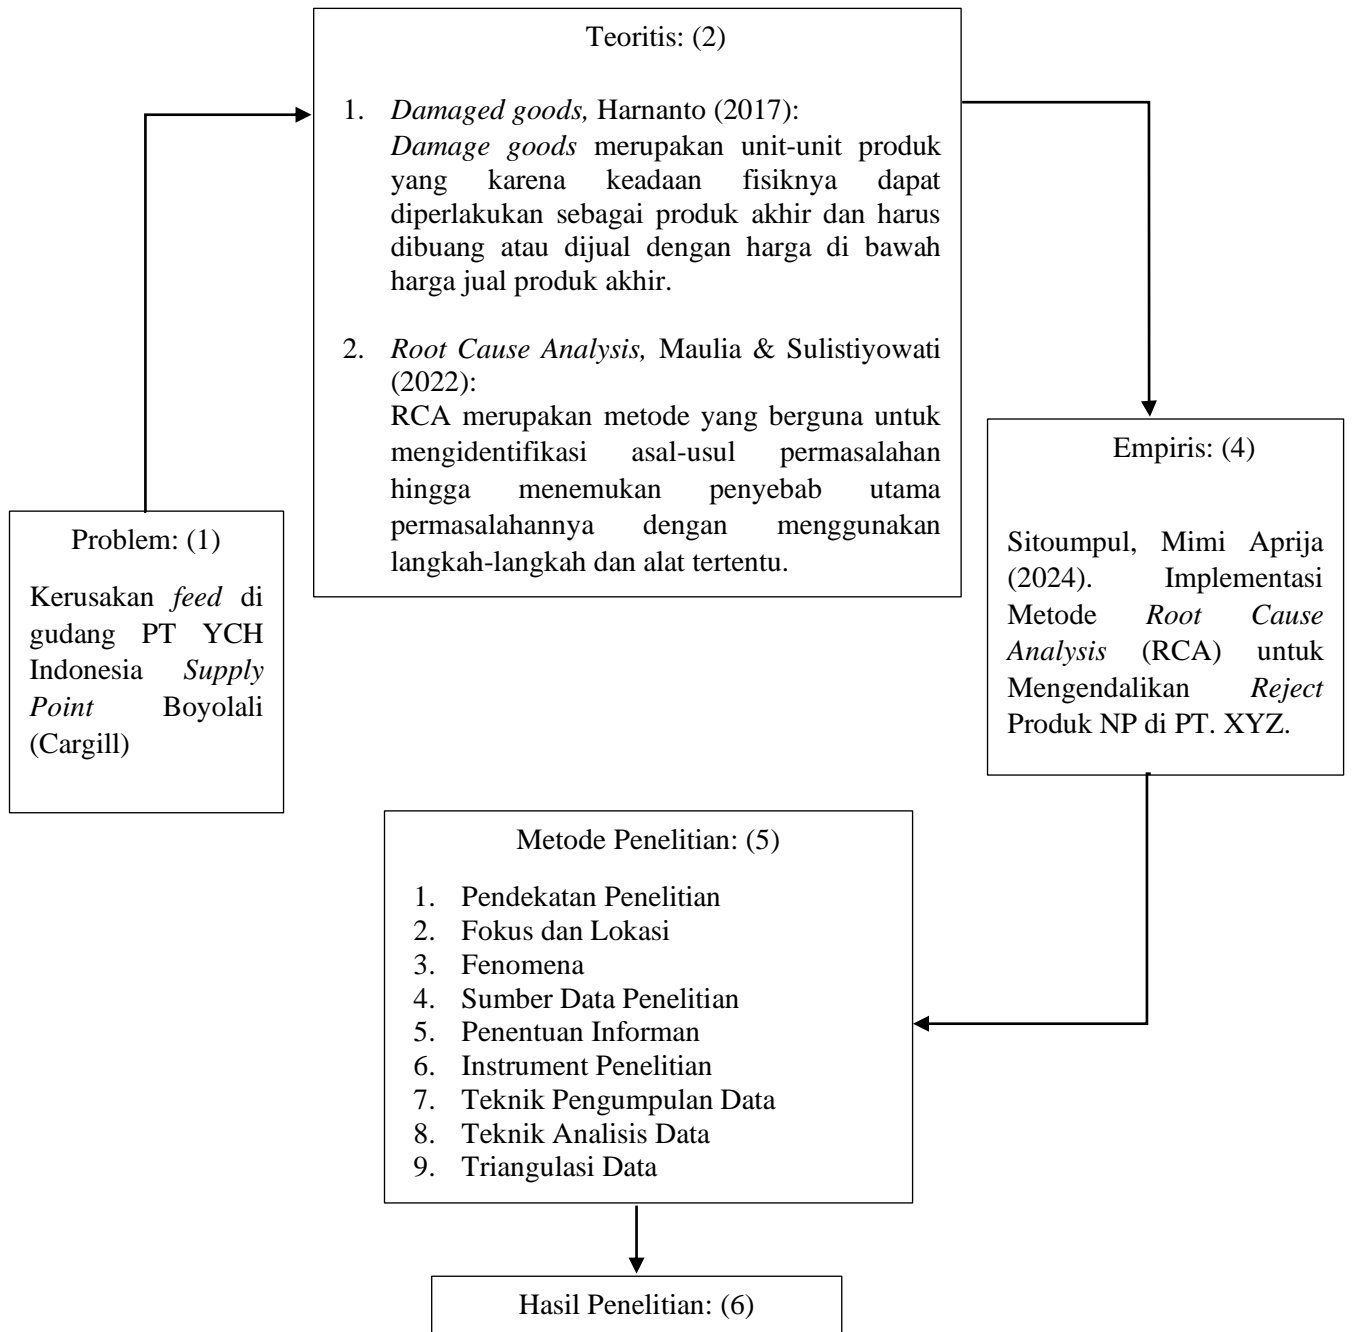 Teoritis: (2)
1. Damaged goods, Harnanto (2017):
Damage goods merupakan unit-unit produk
yang karena keadaan fisiknya dapat
diperlakukan sebagai produk akhir dan harus
dibuang atau dijual dengan harga di bawah
harga jual produk akhir.
2. Root Cause Analysis, Maulia & Sulistiyowati
(2022):
RCA merupakan metode yang berguna untuk
mengidentifikasi asal-usul permasalahan
hingga menemukan penyebab utama
permasalahannya dengan menggunakan
langkah-langkah dan alat tertentu.
Problem: (1)
Kerusakan feed di
gudang PT YCH
Indonesia Supply
Point Boyolali
(Cargill)
Empiris: (4)
Sitoumpul, Mimi Aprija
(2024). Implementasi
Metode Root Cause
Analysis (RCA) untuk
Mengendalikan Reject
Produk NP di PT. XYZ.
Metode Penelitian: (5)
1. Pendekatan Penelitian
2. Fokus dan Lokasi
3. Fenomena
4. Sumber Data Penelitian
5. Penentuan Informan
6. Instrument Penelitian
7. Teknik Pengumpulan Data
8. Teknik Analisis Data
9. Triangulasi Data
Hasil Penelitian: (6)